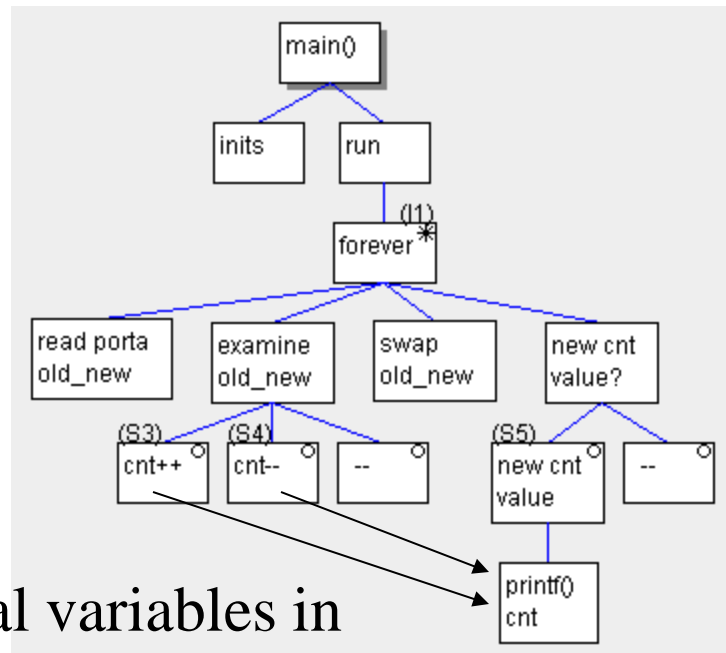 main()
inits
run
(I1)
forever *
read porta
old_new
examine
old_new
swap
old_new
new cnt
value?
(S3)
cnt++
(S4)
cnt--
--
(S5)
new cnt
value
--
printf()
cnt
al variables in